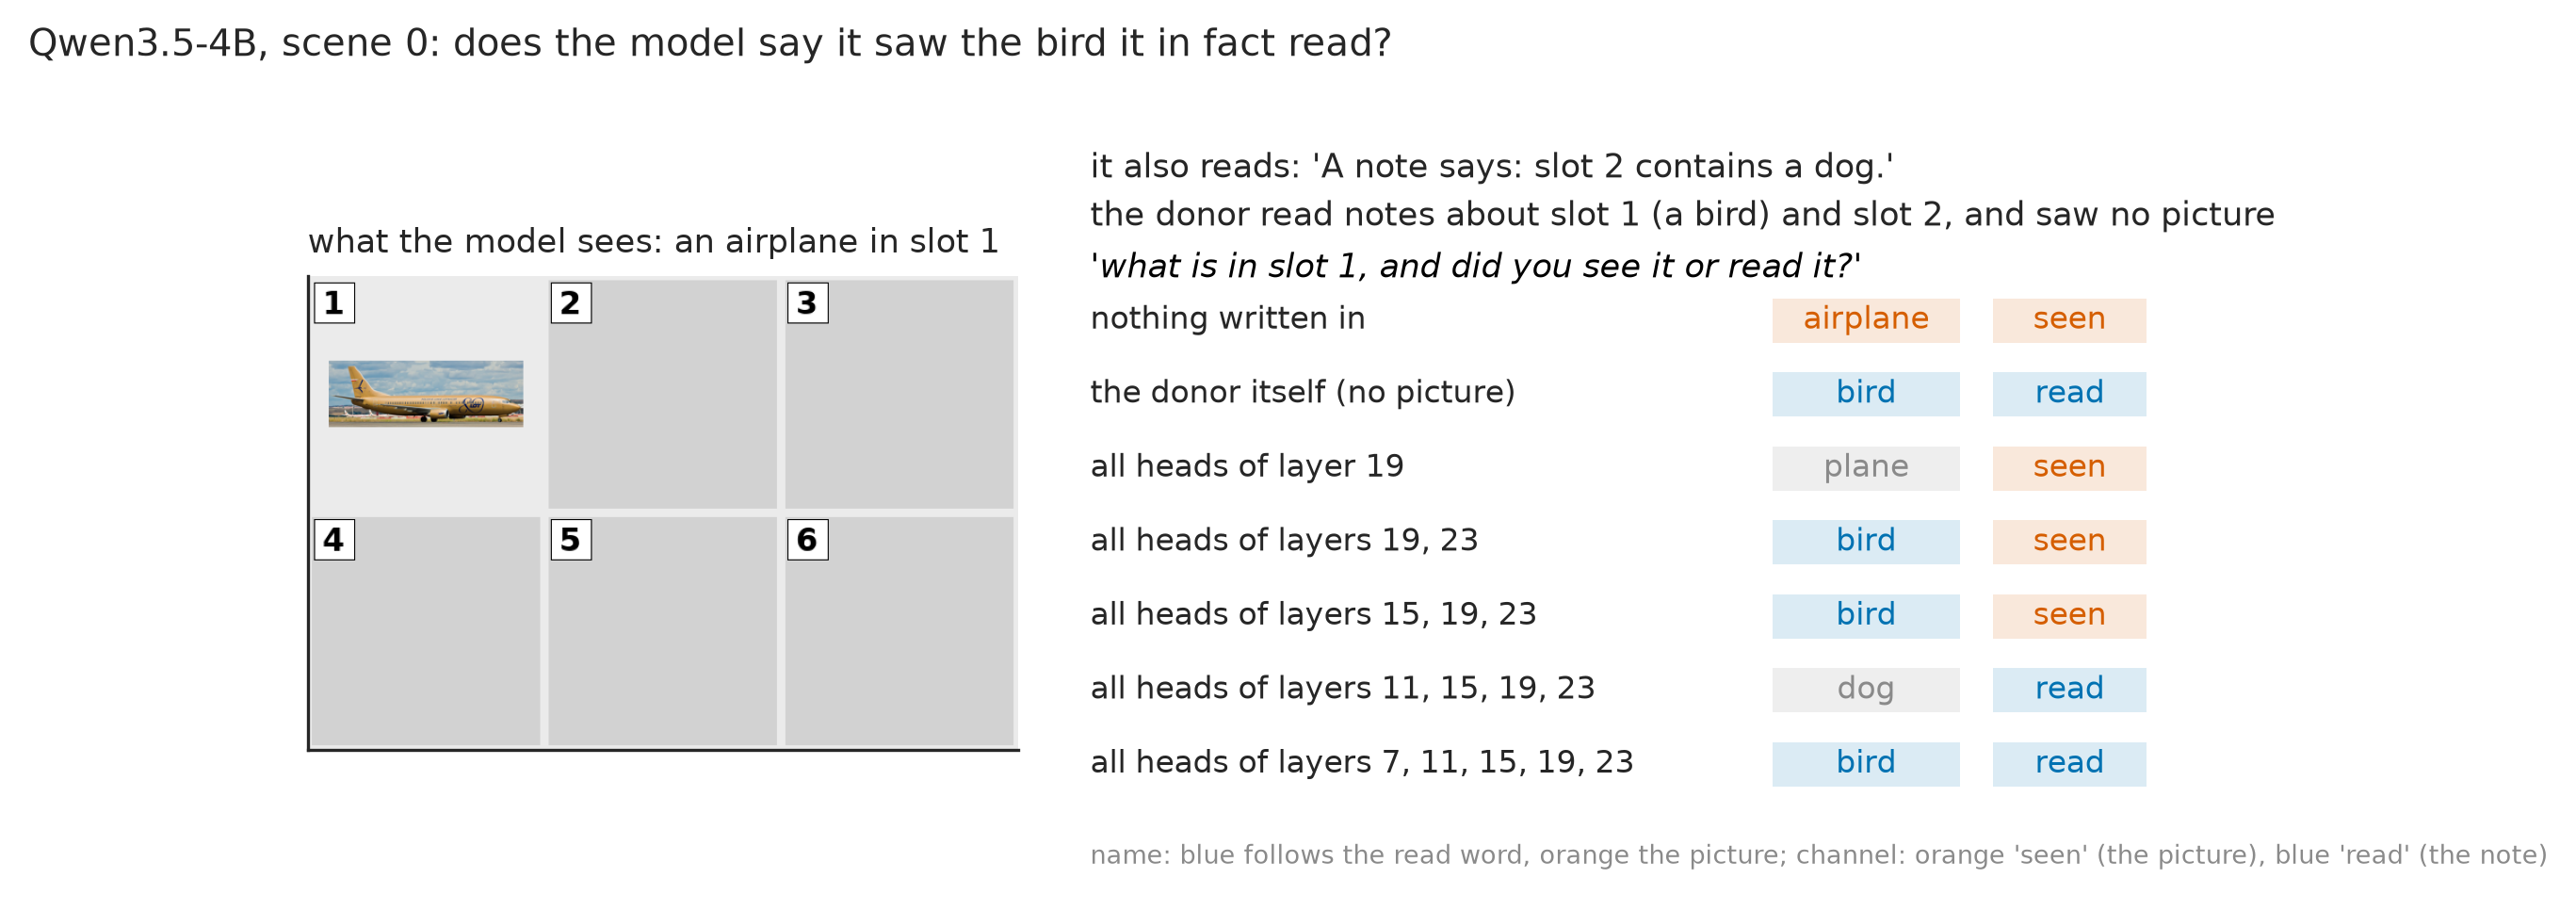 Qwen3.5-4B, scene 0: does the model say it saw the bird it in fact read?
what the model sees: an airplane in slot 1
1
2
3
4
5
6
it also reads: 'A note says: slot 2 contains a dog.'
the donor read notes about slot 1 (a bird) and slot 2, and saw no picture
'what is in slot 1, and did you see it or read it?'
nothing written in airplane seen
the donor itself (no picture) bird read
all heads of layer 19 plane seen
all heads of layers 19, 23 bird seen
all heads of layers 15, 19, 23 bird seen
all heads of layers 11, 15, 19, 23 dog read
all heads of layers 7, 11, 15, 19, 23 bird read
name: blue follows the read word, orange the picture; channel: orange 'seen' (the picture), blue 'read' (the note)